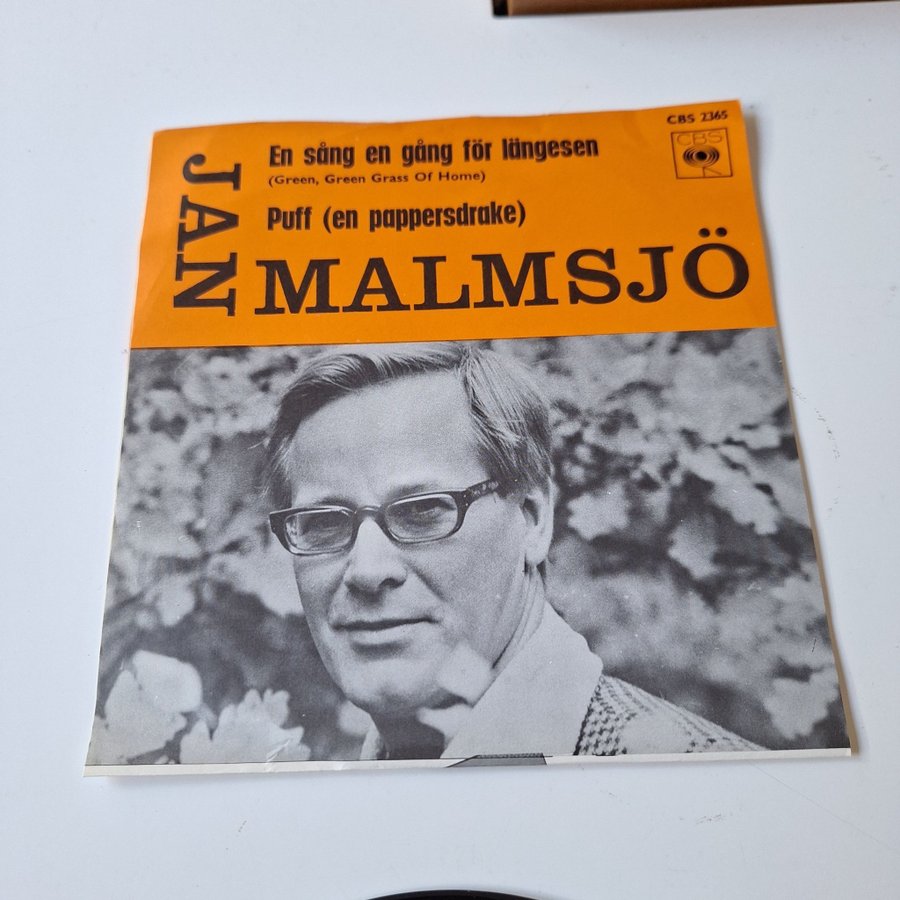 CBS 2365
CBS
En sång en gång för längesen
(Green, Green Grass Of Home)
Puff (en pappersdrake)
JAN
MALMSJÖ